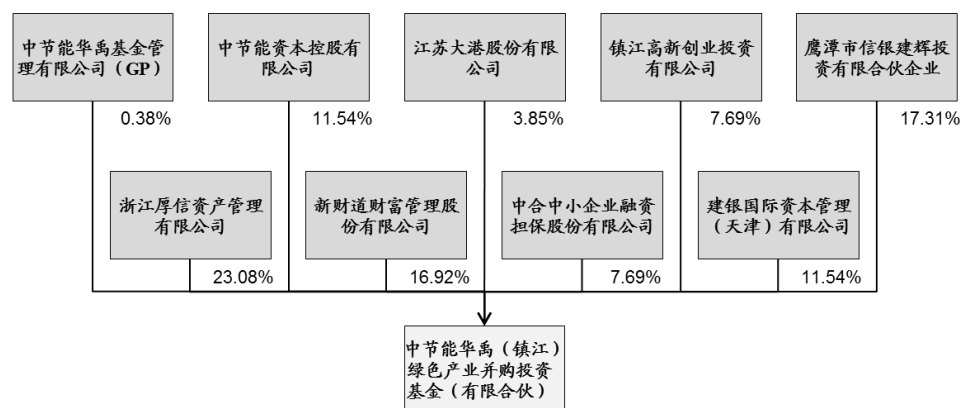 中节能华禹基金管
理有限公司（GP）
中节能资本控股有
限公司
江苏大港股份有限
公司
镇江高新创业投资
有限公司
鹰潭市信银建辉投
资有限合伙企业
0.38%
11.54%
3.85%
7.69%
17.31%
浙江厚信资产管理
有限公司
新财道财富管理股
份有限公司
中合中小企业融资
担保股份有限公司
建银国际资本管理
（天津）有限公司
23.08%
16.92%
7.69%
11.54%
中节能华禹（镇江）
绿色产业并购投资
基金（有限合伙）